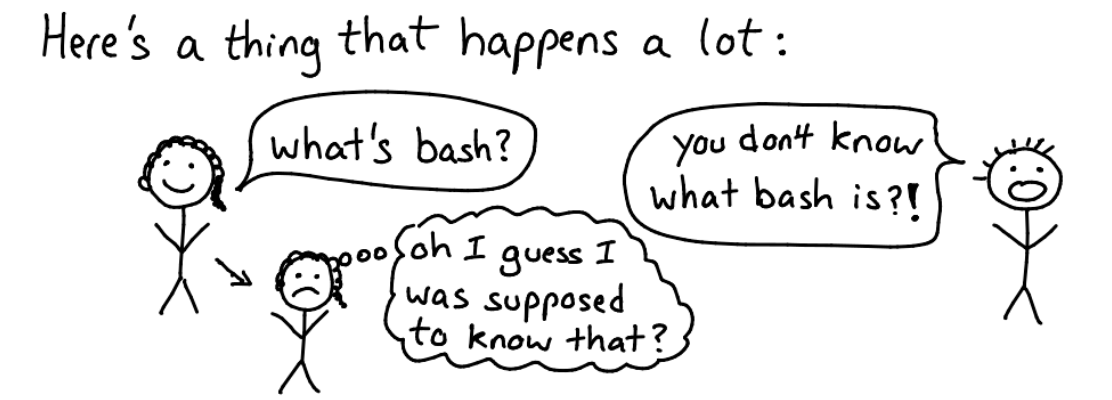 Here's a thing that happens a lot:
what's bash?
you don't know
what bash is?!
oh I guess I
was supposed
to know that?